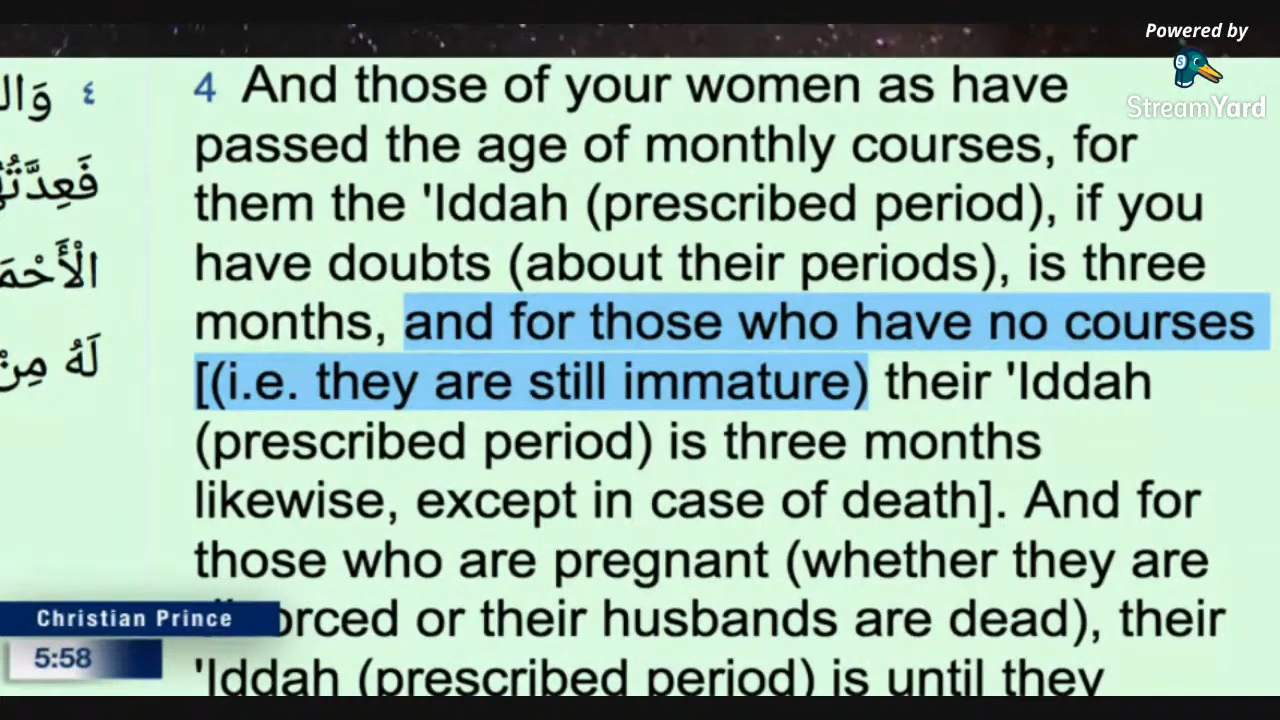 Powered by
StreamYard
4 And those of your women as have
passed the age of monthly courses, for
them the 'Iddah (prescribed period), if you
have doubts (about their periods), is three
months, and for those who have no courses
[(i.e. they are still immature) their 'Iddah
(prescribed period) is three months
likewise, except in case of death]. And for
those who are pregnant (whether they are
orced or their husbands are dead), their
'Iddah (prescribed period) is until they
٤
لَهُ
Christian Prince
5:58